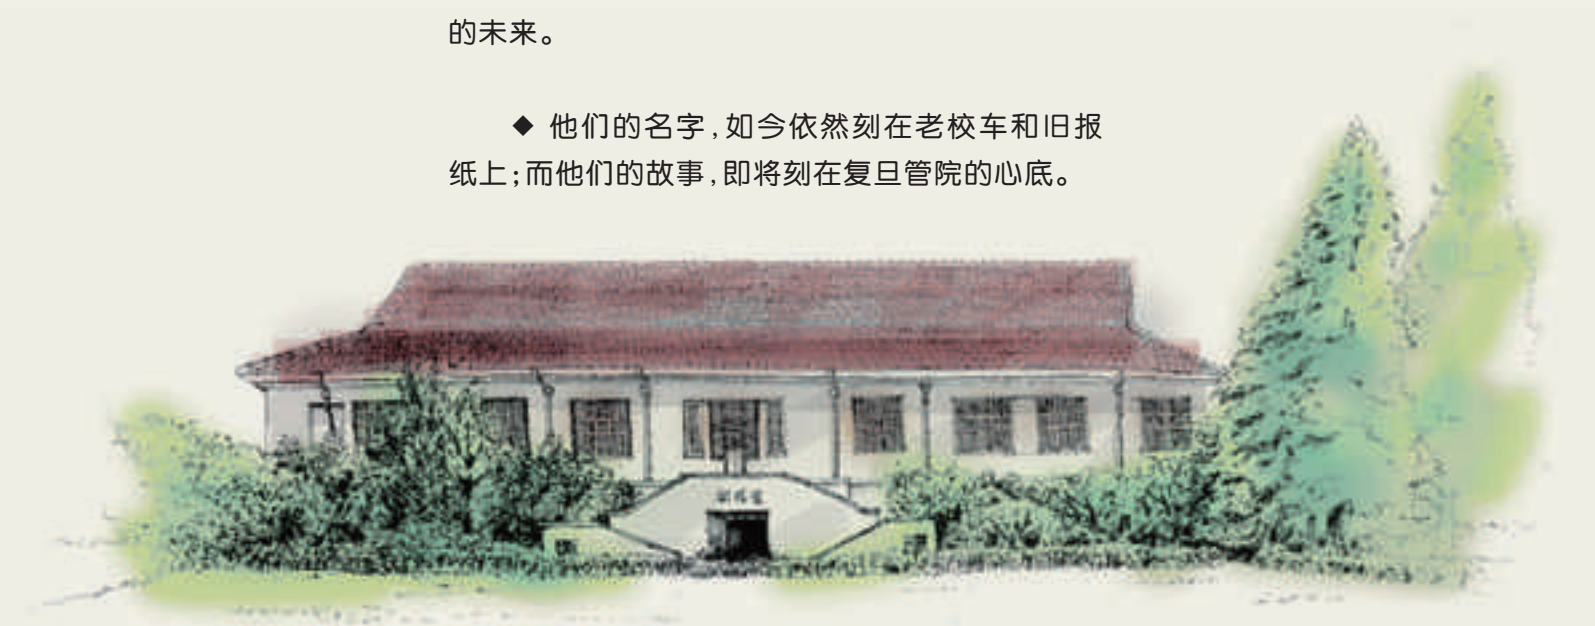 的未来。
◆ 他们的名字，如今依然刻在老校车和旧报
纸上；而他们的故事，即将刻在复旦管院的心底。